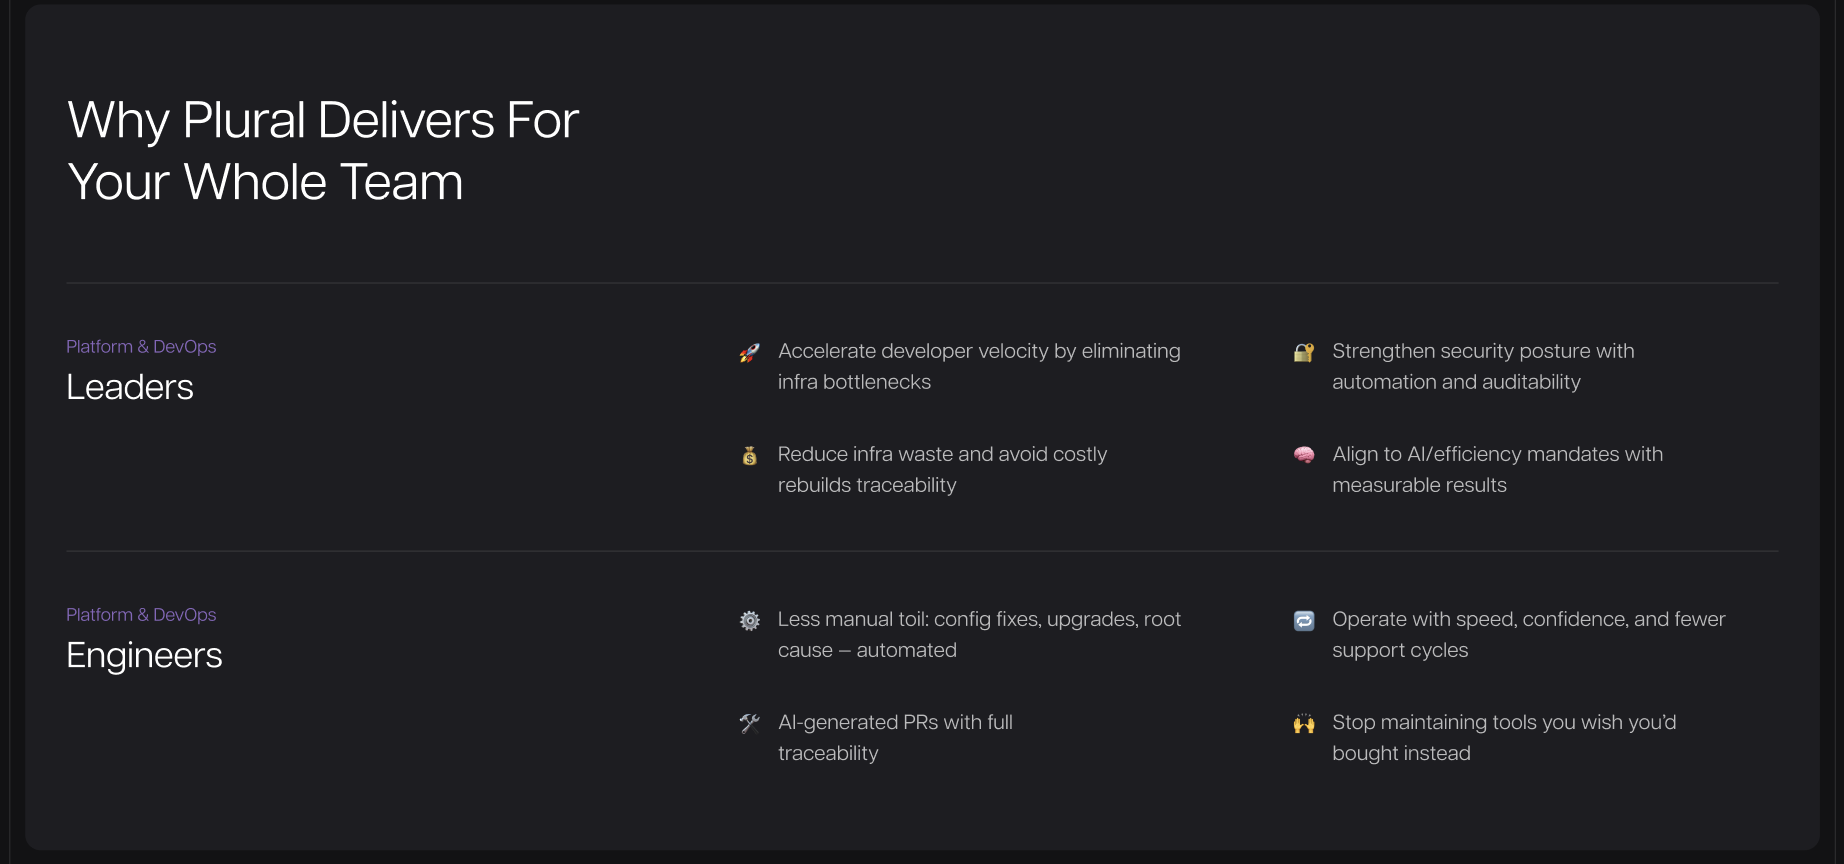 Why Plural Delivers For
Your Whole Team
Platform & DevOps
Leaders
🚀 Accelerate developer velocity by eliminating
infra bottlenecks
🔐 Strengthen security posture with
automation and auditability
💰 Reduce infra waste and avoid costly
rebuilds traceability
🧠 Align to AI/efficiency mandates with
measurable results
Platform & DevOps
Engineers
⚙️ Less manual toil: config fixes, upgrades, root
cause — automated
🔁 Operate with speed, confidence, and fewer
support cycles
🛠️ AI-generated PRs with full
traceability
🙌 Stop maintaining tools you wish you’d
bought instead